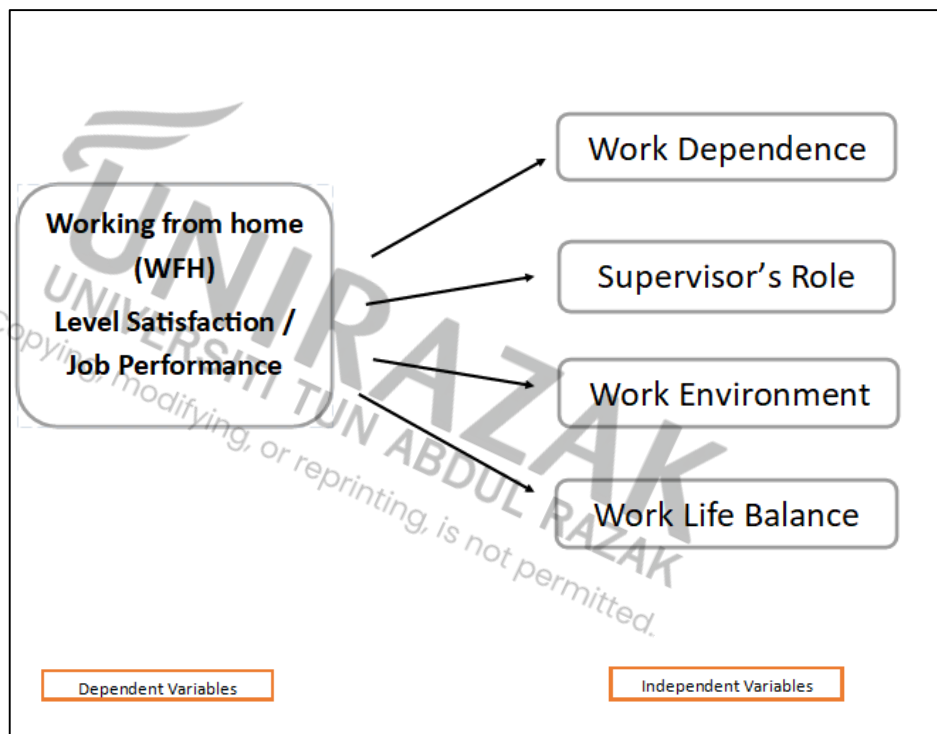 Working from home
(WFH)
Level Satisfaction /
Job Performance
Work Dependence
Supervisor's Role
Work Environment
Work Life Balance
UNIRAZAK
UNIVERSITI TUN ABDUL RAZAK
copying, modifying, or reprinting, is not permitted.
Dependent Variables
Independent Variables